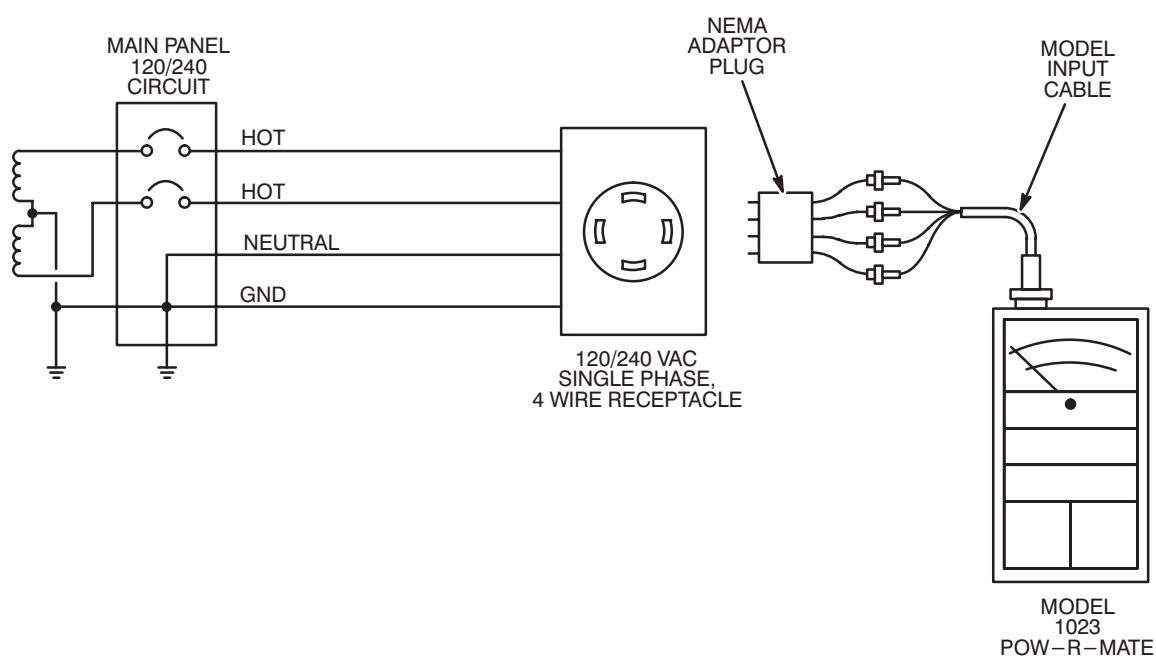 MAIN PANEL
120/240
CIRCUIT
HOT
HOT
NEUTRAL
GND
120/240 VAC
SINGLE PHASE,
4 WIRE RECEPTACLE
NEMA
ADAPTOR
PLUG
MODEL
INPUT
CABLE
MODEL
1023
POW–R–MATE